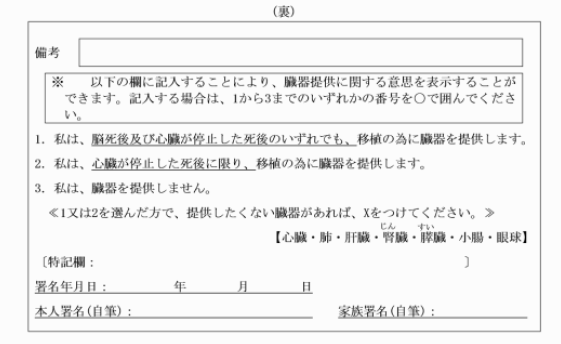 (裏)
備考
※　以下の欄に記入することにより、臓器提供に関する意思を表示することが
できます。記入する場合は、1から3までのいずれかの番号を○で囲んでくださ
い。
1. 私は、脳死後及び心臓が停止した死後のいずれでも、移植の為に臓器を提供します。
2. 私は、心臓が停止した死後に限り、移植の為に臓器を提供します。
3. 私は、臓器を提供しません。
≪1又は2を選んだ方で、提供したくない臓器があれば、Xをつけてください。≫
じん　すい
【心臓・肺・肝臓・腎臓・膵臓・小腸・眼球】
〔特記欄：　　　　　　　　　　〕
署名年月日：　　　年　　　月　　　日
本人署名(自筆)：　　　　　　家族署名(自筆)：